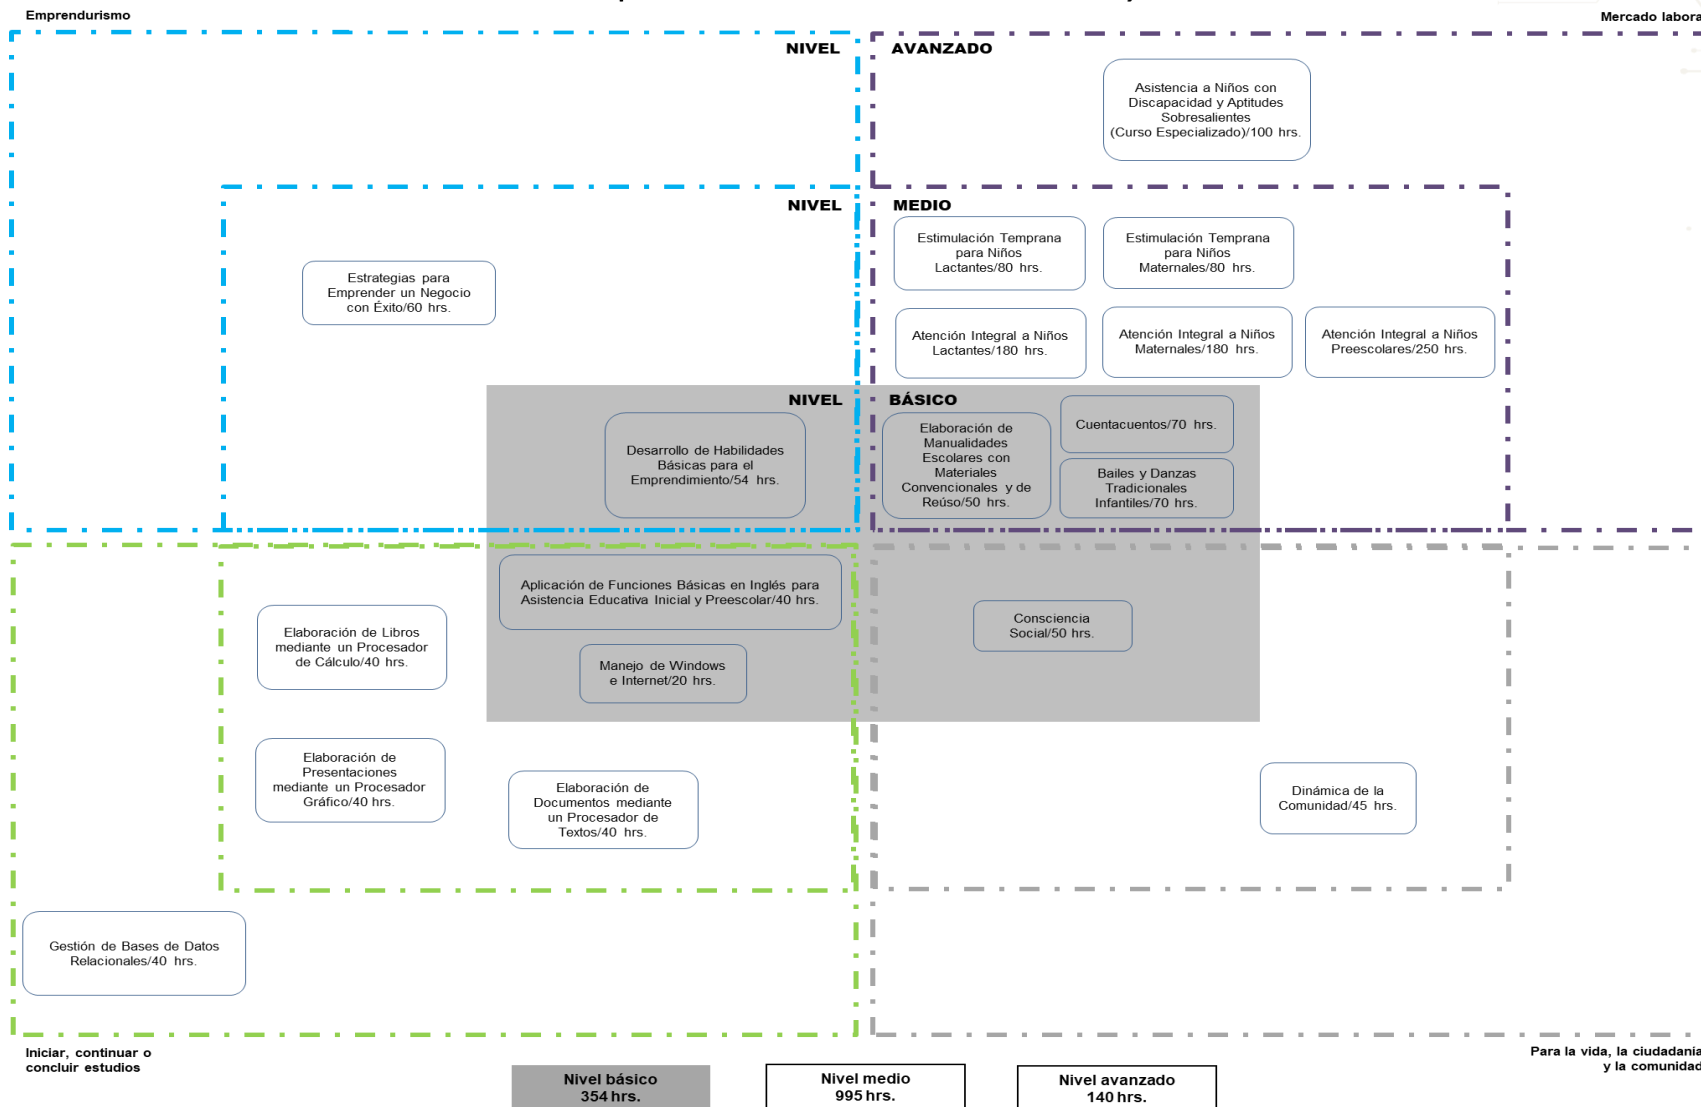 Emprendurismo
Mercado labora
NIVEL AVANZADO
Asistencia a Niños con
Discapacidad y Aptitudes
Sobresalientes
(Curso Especializado)/100 hrs.
NIVEL MEDIO
Estimulación Temprana
para Niños
Lactantes/80 hrs.
Estimulación Temprana
para Niños
Maternales/80 hrs.
Estrategias para
Emprender un Negocio
con Éxito/60 hrs.
Atención Integral a Niños
Lactantes/180 hrs.
Atención Integral a Niños
Maternales/180 hrs.
Atención Integral a Niños
Preescolares/250 hrs.
NIVEL BÁSICO
Desarrollo de Habilidades
Básicas para el
Emprendimiento/54 hrs.
Elaboración de
Manualidades
Escolares con
Materiales
Convencionales y de
Reúso/50 hrs.
Cuentacuentos/70 hrs.
Bailes y Danzas
Tradicionales
Infantiles/70 hrs.
Aplicación de Funciones Básicas en Inglés para
Asistencia Educativa Inicial y Preescolar/40 hrs.
Elaboración de Libros
mediante un Procesador
de Cálculo/40 hrs.
Manejo de Windows
e Internet/20 hrs.
Consciencia
Social/50 hrs.
Elaboración de
Presentaciones
mediante un Procesador
Gráfico/40 hrs.
Elaboración de
Documentos mediante
un Procesador de
Textos/40 hrs.
Dinámica de la
Comunidad/45 hrs.
Gestión de Bases de Datos
Relacionales/40 hrs.
Iniciar, continuar o
concluir estudios
Para la vida, la ciudadanía
y la comunidad
Nivel básico
354 hrs.
Nivel medio
995 hrs.
Nivel avanzado
140 hrs.